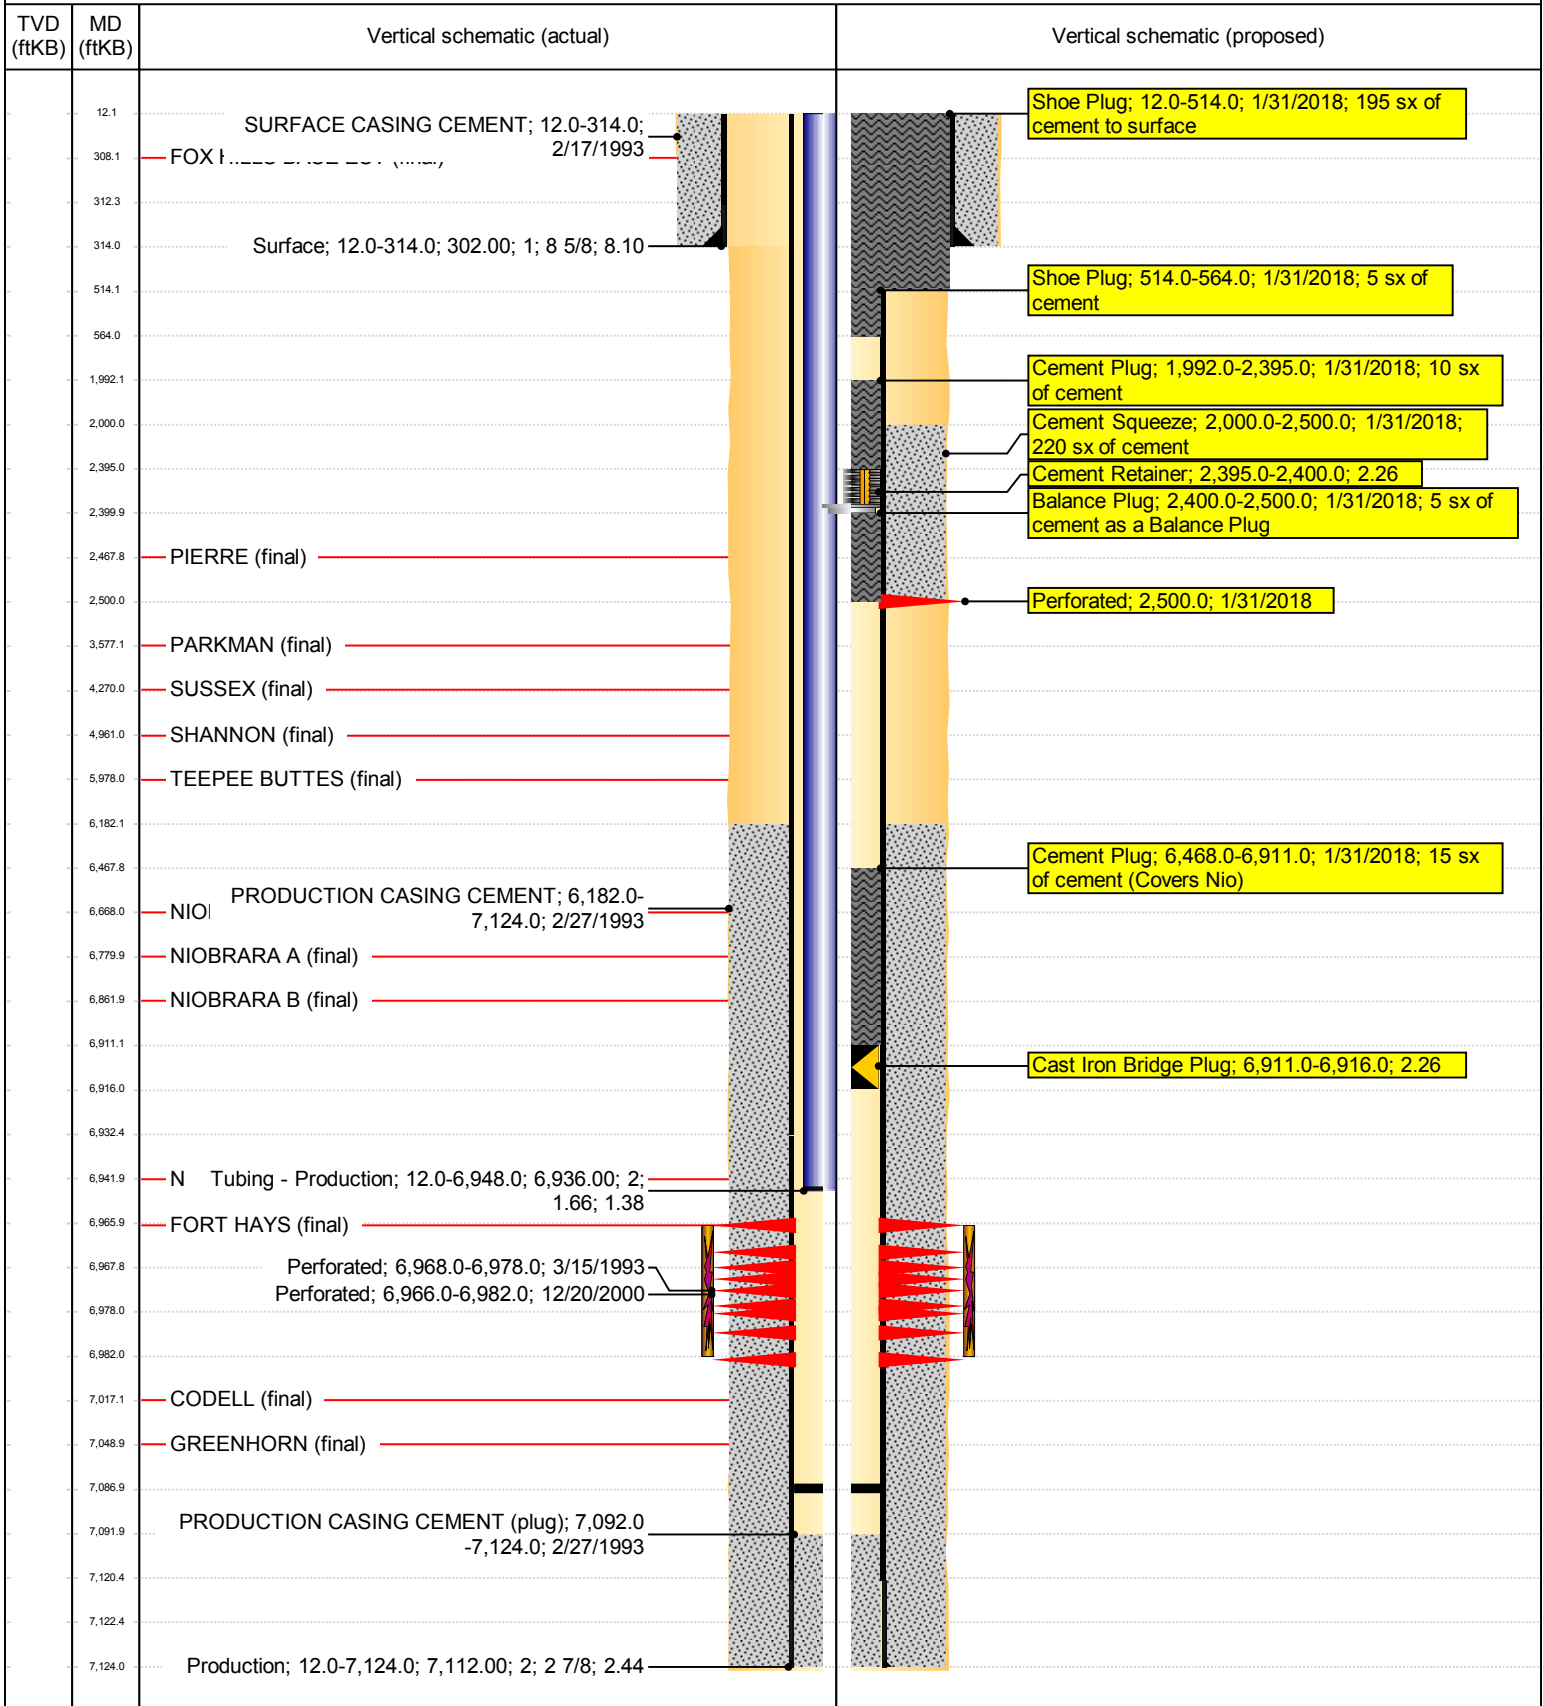 TVD (ftKB)
MD (ftKB)
Vertical schematic (actual)
Vertical schematic (proposed)
12.1
SURFACE CASING CEMENT; 12.0-314.0;
2/17/1993
Shoe Plug; 12.0-514.0; 1/31/2018; 195 sx of
cement to surface
308.1
FOX (final)
312.3
314.0
Surface; 12.0-314.0; 302.00; 1; 8 5/8; 8.10
514.1
Shoe Plug; 514.0-564.0; 1/31/2018; 5 sx of
cement
564.0
1,992.1
Cement Plug; 1,992.0-2,395.0; 1/31/2018; 10 sx
of cement
2,000.0
Cement Squeeze; 2,000.0-2,500.0; 1/31/2018;
220 sx of cement
2,395.0
Cement Retainer; 2,395.0-2,400.0; 2.26
2,399.9
Balance Plug; 2,400.0-2,500.0; 1/31/2018; 5 sx of
cement as a Balance Plug
2,467.8
PIERRE (final)
2,500.0
Perforated; 2,500.0; 1/31/2018
3,577.1
PARKMAN (final)
4,270.0
SUSSEX (final)
4,961.0
SHANNON (final)
5,978.0
TEEPEE BUTTES (final)
6,182.1
6,467.8
Cement Plug; 6,468.0-6,911.0; 1/31/2018; 15 sx
of cement (Covers Nio)
6,668.0
NIO
PRODUCTION CASING CEMENT; 6,182.0-
7,124.0; 2/27/1993
6,779.9
NIOBRARA A (final)
6,861.9
NIOBRARA B (final)
6,911.1
Cast Iron Bridge Plug; 6,911.0-6,916.0; 2.26
6,916.0
6,932.4
6,941.9
N
Tubing - Production; 12.0-6,948.0; 6,936.00; 2;
1.66; 1.38
6,965.9
FORT HAYS (final)
6,967.8
Perforated; 6,968.0-6,978.0; 3/15/1993
Perforated; 6,966.0-6,982.0; 12/20/2000
6,978.0
6,982.0
7,017.1
CODELL (final)
7,048.9
GREENHORN (final)
7,086.9
7,091.9
PRODUCTION CASING CEMENT (plug); 7,092.0
-7,124.0; 2/27/1993
7,120.4
7,122.4
7,124.0
Production; 12.0-7,124.0; 7,112.00; 2; 2 7/8; 2.44